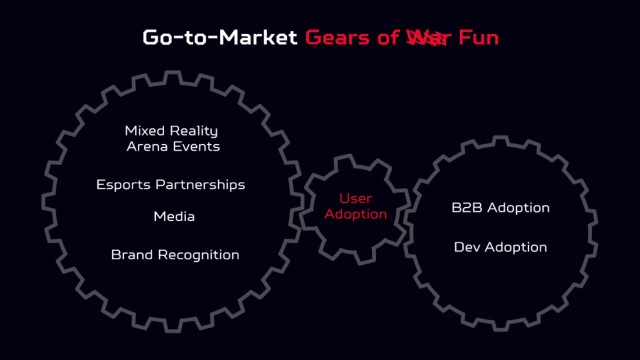 Go-to-Market Gears of War Fun
Mixed Reality
Arena Events
Esports Partnerships
Media
Brand Recognition
User
Adoption
B2B Adoption
Dev Adoption